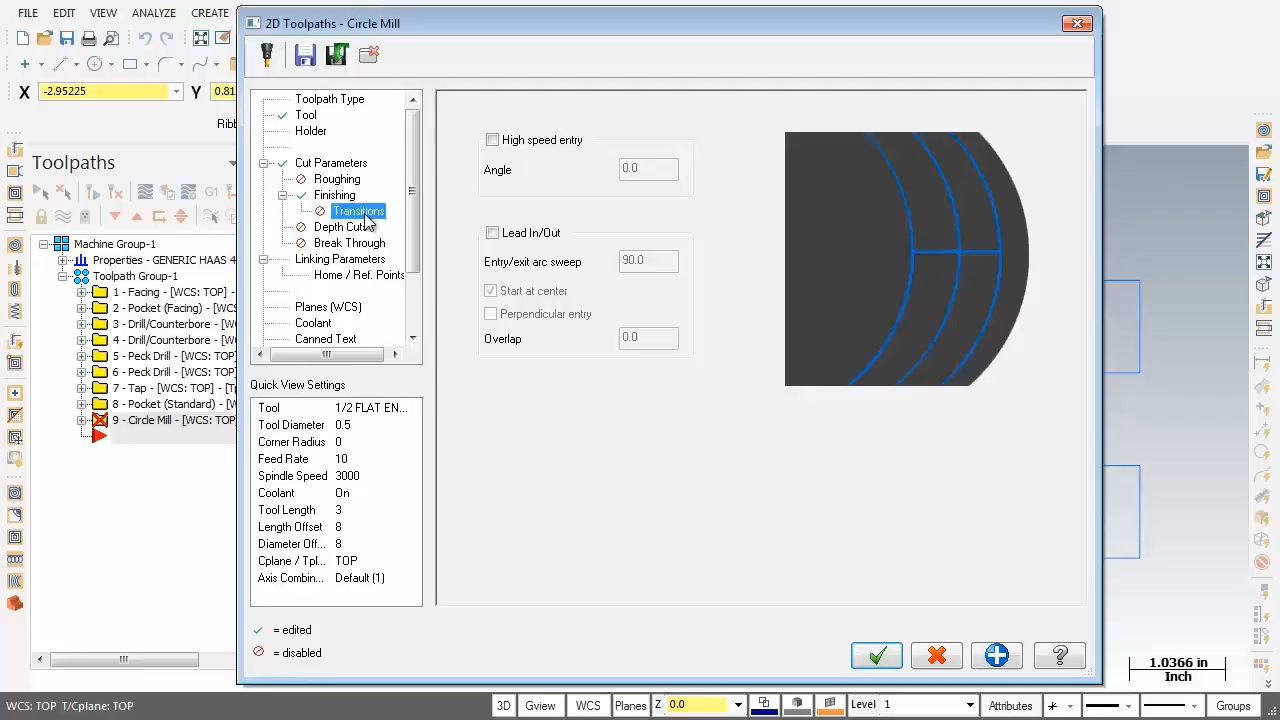 FILE EDIT VIEW ANALYZE CREATE
2D Toolpaths - Circle Mill
X -2.95225 Y 0.81
Ribb
Toolpaths
G1
Machine Group-1
Properties - GENERIC HAAS 4
Toolpath Group-1
1 - Facing - [WCS: TOP] -
2 - Pocket (Facing) - [WCS
3 - Drill/Counterbore - [W
4 - Drill/Counterbore - [W
5 - Peck Drill - [WCS: TOP
6 - Peck Drill - [WCS: TOP
7 - Tap - [WCS: TOP] - [T
8 - Pocket (Standard) - [W
9 - Circle Mill - [WCS: TOP
Toolpath Type
Tool
Holder
Cut Parameters
Roughing
Finishing
Transitions
Depth Cuts
Break Through
Linking Parameters
Home / Ref. Points
Planes (WCS)
Coolant
Canned Text
Quick View Settings
Tool 1/2 FLAT EN...
Tool Diameter 0.5
Corner Radius 0
Feed Rate 10
Spindle Speed 3000
Coolant On
Tool Length 3
Length Offset 8
Diameter Off... 8
Cplane / Tpl... TOP
Axis Combin... Default (1)
= edited
= disabled
High speed entry
Angle 0.0
Lead In/Out
Entry/exit arc sweep 90.0
Start at center
Perpendicular entry
Overlap 0.0
1.0366 in
Inch
WCS: TOP T/Cplane: TOP 3D Gview WCS Planes Z 0.0 Level 1 Attributes Groups